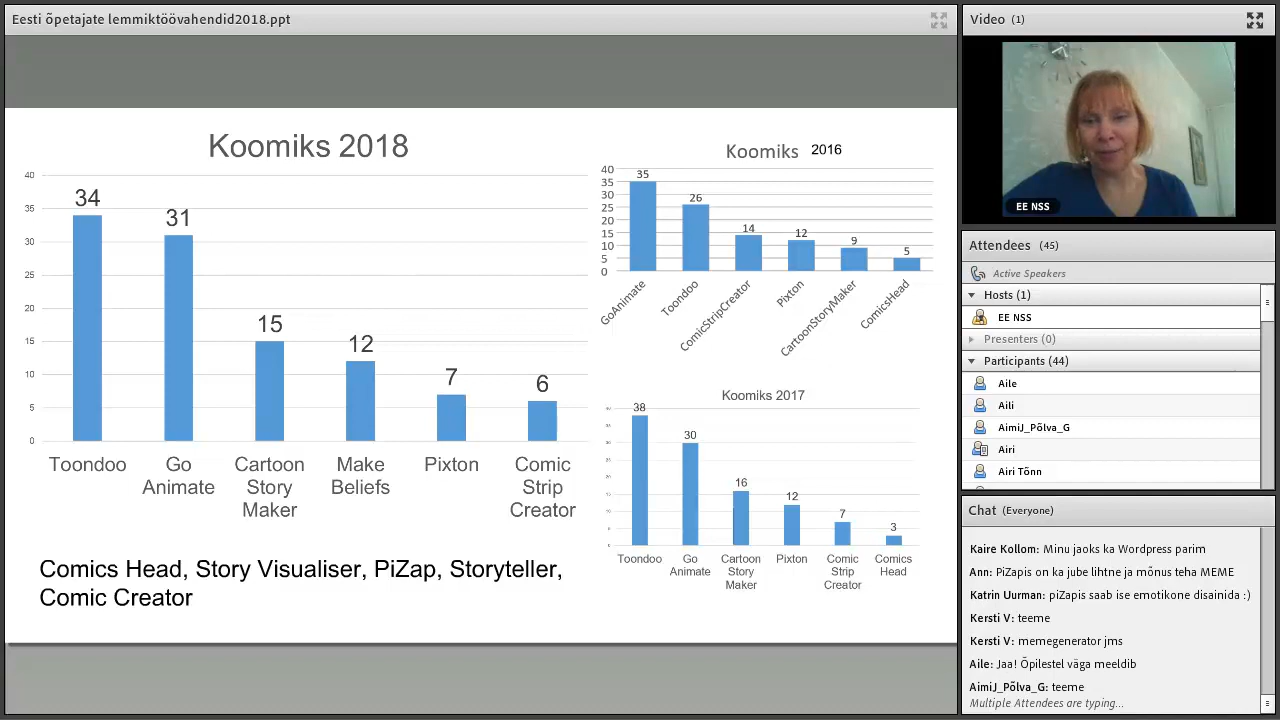 Eesti õpetajate lemmiktöövahendid2018.ppt
Koomiks 2018
40
35
30
25
20
15
10
5
0
34
31
15
12
7
6
Toondoo
Go
Animate
Cartoon
Story
Maker
Make
Beliefs
Pixton
Comic
Strip
Creator
Comics Head, Story Visualiser, PiZap, Storyteller,
Comic Creator
Koomiks 2016
40
35
30
25
20
15
10
5
0
35
26
14
12
9
5
GoAnimate
Toondoo
ComicStripCreator
Pixton
CartoonStoryMaker
ComicsHead
Koomiks 2017
38
30
16
12
7
3
Toondoo
Go
Animate
Cartoon
Story
Maker
Pixton
Comic
Strip
Creator
Comics
Head
Video (1)
EE NSS
Attendees (45)
Active Speakers
Hosts (1)
EE NSS
Presenters (0)
Participants (44)
Aile
Aili
AimiJ_Põlva_G
Airi
Airi Tõnn
Chat (Everyone)
Kaire Kollom: Minu jaoks ka Wordpress parim
Ann: PiZapis on ka jube lihtne ja mõnus teha MEME
Katrin Uurman: piZapis saab ise emotikone disainida :)
Kersti V: teeme
Kersti V: memegenerator jms
Aile: Jaa! Õpilestel väga meeldib
AimiJ_Põlva_G: teeme
Multiple Attendees are typing...